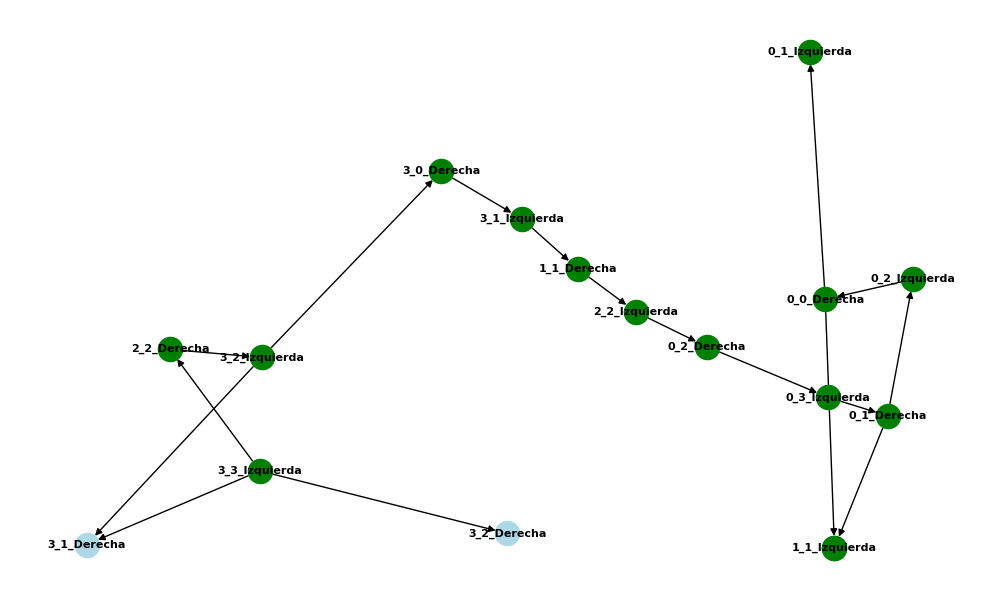 0_1_Izquierda
3_0_Derecha
3_1_Izquierda
1_1_Derecha
0_2_Izquierda
0_0_Derecha
2_2_Izquierda
0_2_Derecha
2_2_Derecha
3_2_Izquierda
0_3_Izquierda
0_1_Derecha
3_3_Izquierda
3_2_Derecha
3_1_Derecha
1_1_Izquierda